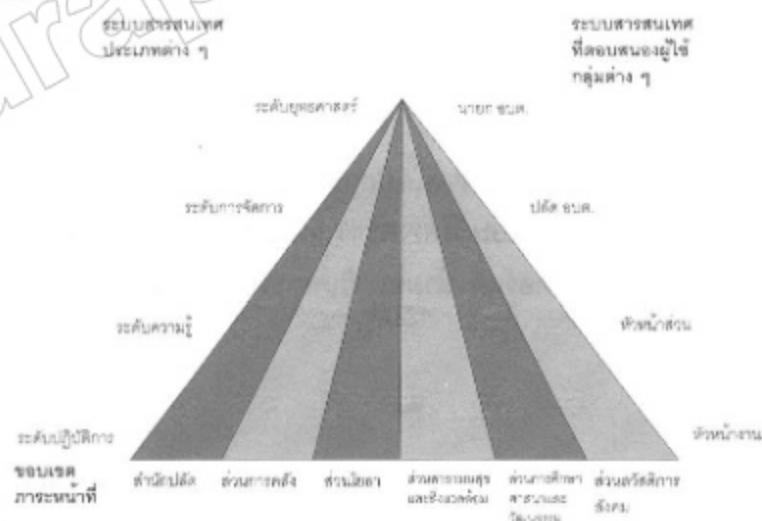 ระบบสารสนเทศ
ประเภทต่าง ๆ
ระบบสารสนเทศ
ที่ตอบสนองผู้ใช้
กลุ่มต่าง ๆ
ระดับยุทธศาสตร์
นายก อบต.
ระดับการจัดการ
ปลัด อบต.
ระดับความรู้
หัวหน้าส่วน
ระดับปฏิบัติการ
หัวหน้างาน
ขอบเขต
ภาระหน้าที่
สำนักปลัด
ส่วนการคลัง
ส่วนโยธา
ส่วนสาธารณสุข
และสิ่งแวดล้อม
ส่วนการศึกษา
ศาสนาและ
วัฒนธรรม
ส่วนสวัสดิการ
สังคม